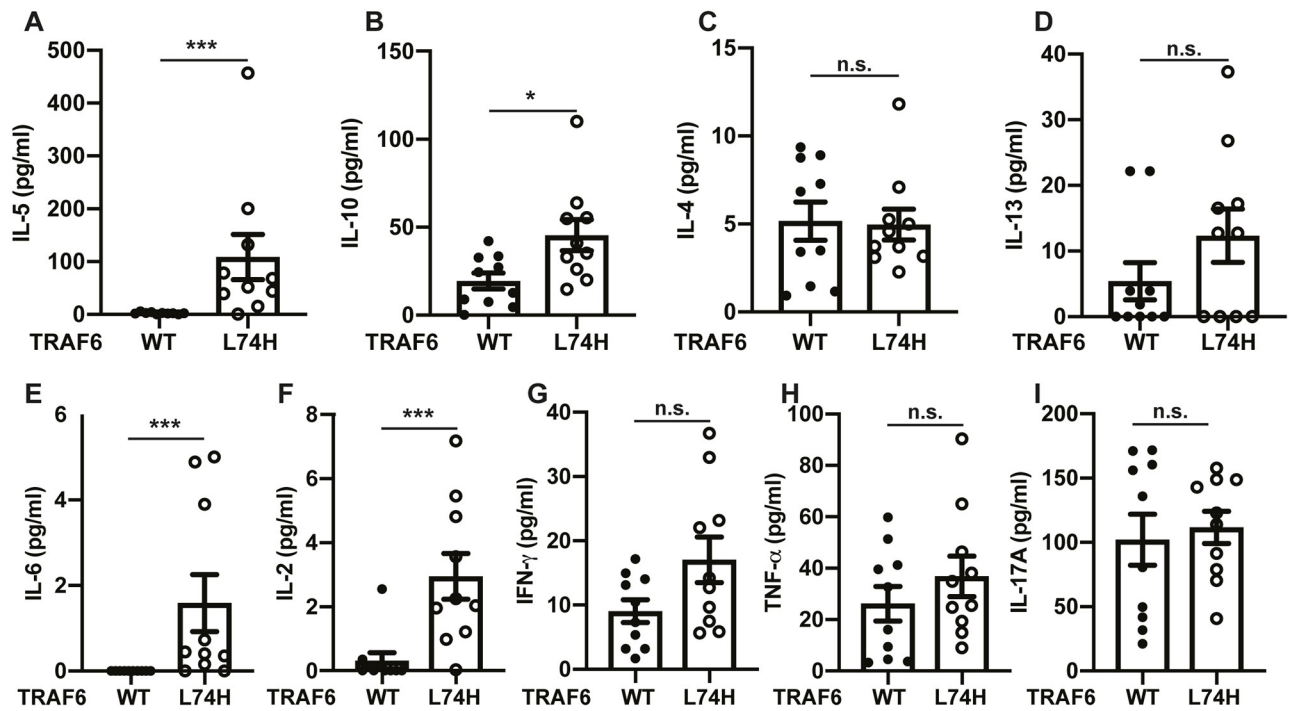 A
IL-5 (pg/ml)
500
400
300
200
100
0
***
TRAF6 WT L74H
B
IL-10 (pg/ml)
150
100
50
0
*
TRAF6 WT L74H
C
IL-4 (pg/ml)
15
10
5
0
n.s.
TRAF6 WT L74H
D
IL-13 (pg/ml)
40
30
20
10
0
n.s.
TRAF6 WT L74H
E
IL-6 (pg/ml)
6
4
2
0
***
TRAF6 WT L74H
F
IL-2 (pg/ml)
8
6
4
2
0
***
TRAF6 WT L74H
G
IFN-γ (pg/ml)
40
30
20
10
0
n.s.
TRAF6 WT L74H
H
TNF-α (pg/ml)
100
80
60
40
20
0
n.s.
TRAF6 WT L74H
I
IL-17A (pg/ml)
200
150
100
50
0
n.s.
TRAF6 WT L74H